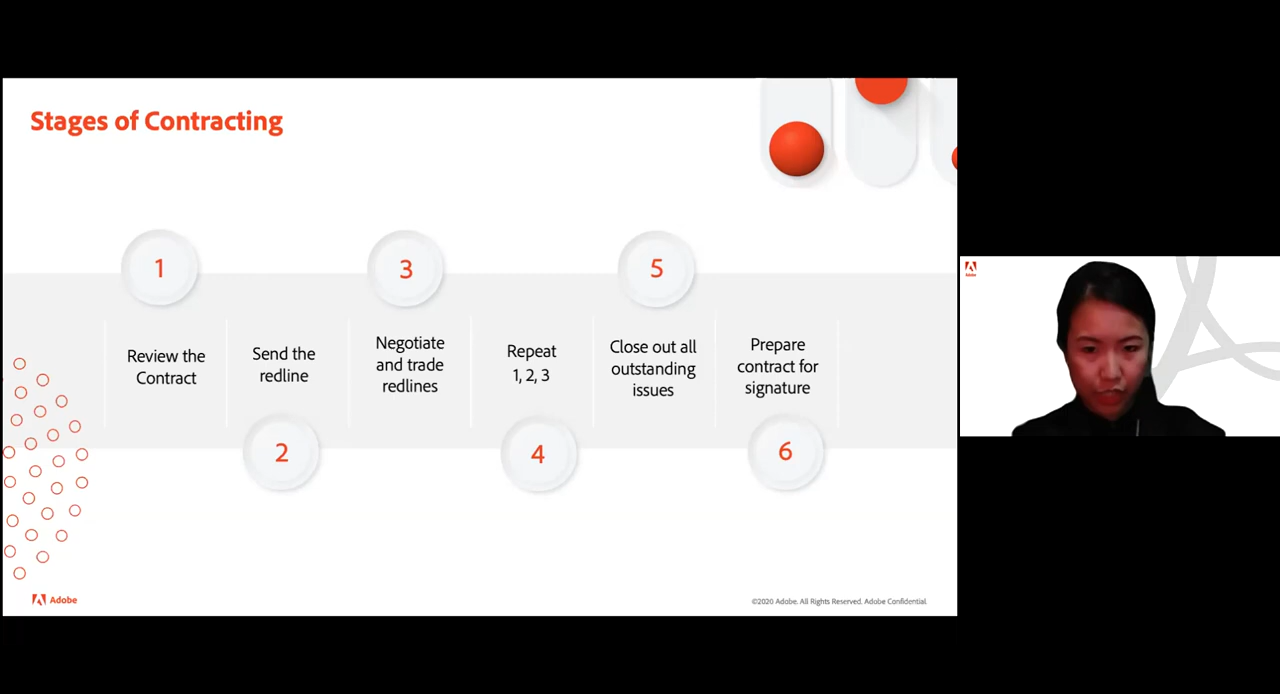 Stages of Contracting
1
Review the
Contract
Send the
redline
2
3
Negotiate
and trade
redlines
Repeat
1, 2, 3
4
5
Close out all
outstanding
issues
Prepare
contract for
signature
6
Adobe
©2020 Adobe. All Rights Reserved. Adobe Confidential.
Adobe